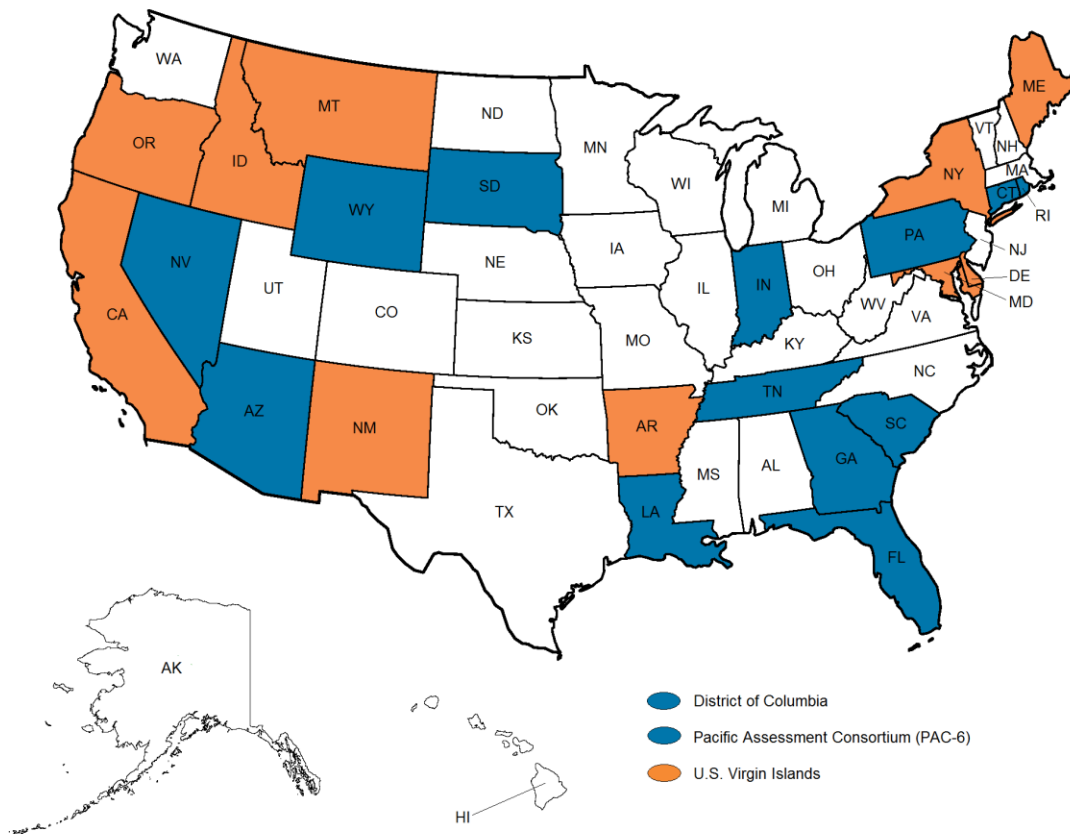 WA
MT
ND
ME
OR
ID
MN
VT
NH
NY
MA
WI
SD
WY
CT
RI
MI
PA
NV
IA
NJ
NE
OH
DE
IN
IL
UT
MD
CO
WV
CA
VA
KS
MO
KY
NC
TN
AZ
OK
NM
AR
SC
GA
MS
AL
TX
LA
FL
AK
HI
District of Columbia
Pacific Assessment Consortium (PAC-6)
U.S. Virgin Islands